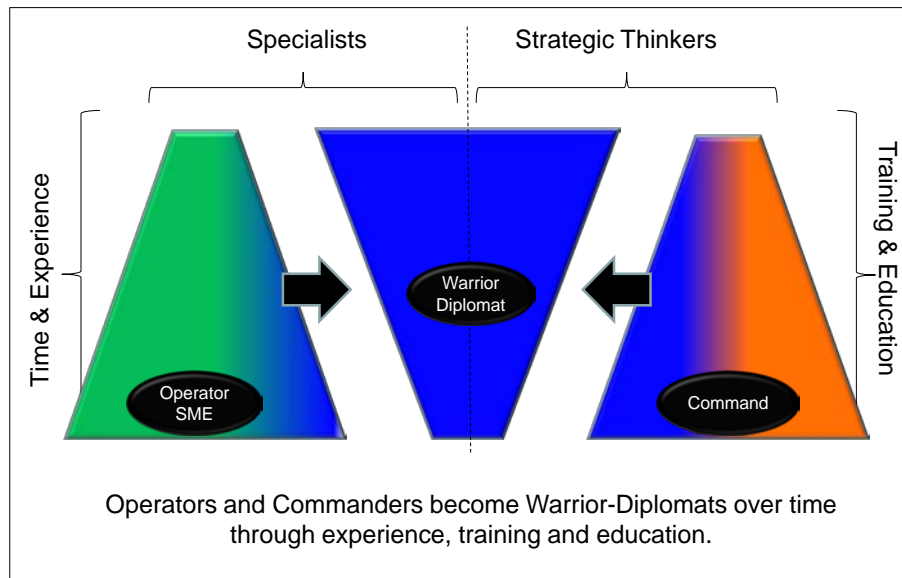 Specialists
Strategic Thinkers
Time & Experience
Training & Education
Warrior
Diplomat
Operator
SME
Command
Operators and Commanders become Warrior-Diplomats over time
through experience, training and education.